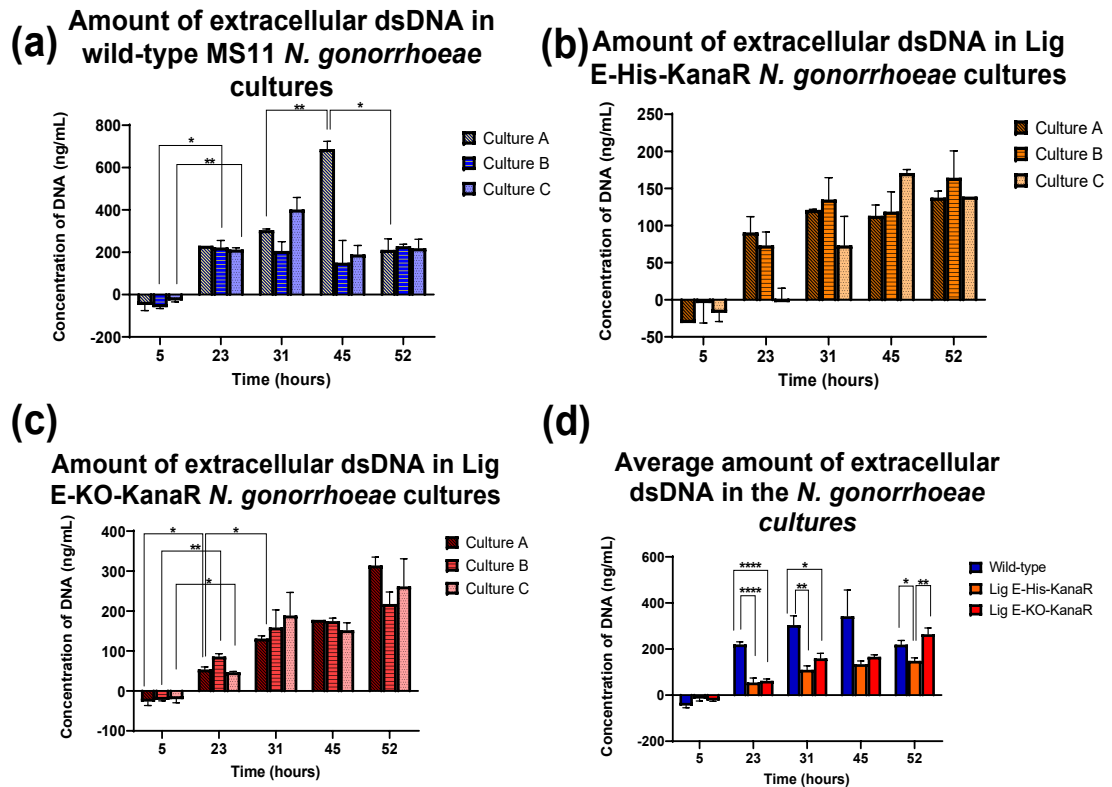 (a)
Amount of extracellular dsDNA in
wild-type MS11 N. gonorrhoeae
cultures
Concentration of DNA (ng/mL)
800
600
400
200
0
-200
*
**
**
*
5 23 31 45 52
Time (hours)
Culture A
Culture B
Culture C
(b)
Amount of extracellular dsDNA in Lig
E-His-KanaR N. gonorrhoeae cultures
Concentration of DNA (ng/mL)
250
200
150
100
50
0
-50
5 23 31 45 52
Time (hours)
Culture A
Culture B
Culture C
(c)
Amount of extracellular dsDNA in Lig
E-KO-KanaR N. gonorrhoeae cultures
Concentration of DNA (ng/mL)
400
300
200
100
0
-100
*
**
*
*
5 23 31 45 52
Time (hours)
Culture A
Culture B
Culture C
(d)
Average amount of extracellular
dsDNA in the N. gonorrhoeae
cultures
Concentration of DNA (ng/mL)
600
400
200
0
-200
****
****
*
**
*
**
5 23 31 45 52
Time (hours)
Wild-type
Lig E-His-KanaR
Lig E-KO-KanaR